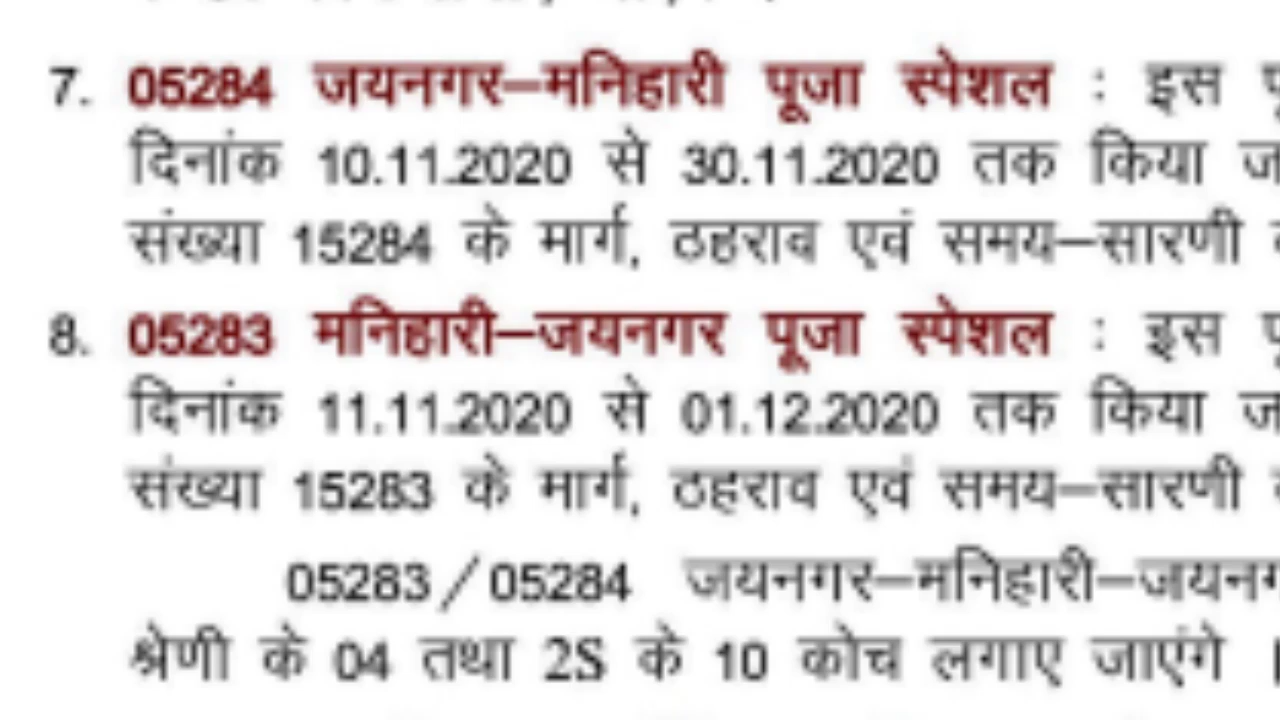 7. 05284 जयनगर–मनिहारी पूजा स्पेशल : इस
दिनांक 10.11.2020 से 30.11.2020 तक किया
संख्या 15284 के मार्ग, ठहराव एवं समय–सारणी
8. 05283 मनिहारी–जयनगर पूजा स्पेशल : इस
दिनांक 11.11.2020 से 01.12.2020 तक किया
संख्या 15283 के मार्ग, ठहराव एवं समय–सारणी
05283/05284 जयनगर–मनिहारी–जयनग
श्रेणी के 04 तथा 2S के 10 कोच लगाए जाएंगे ।